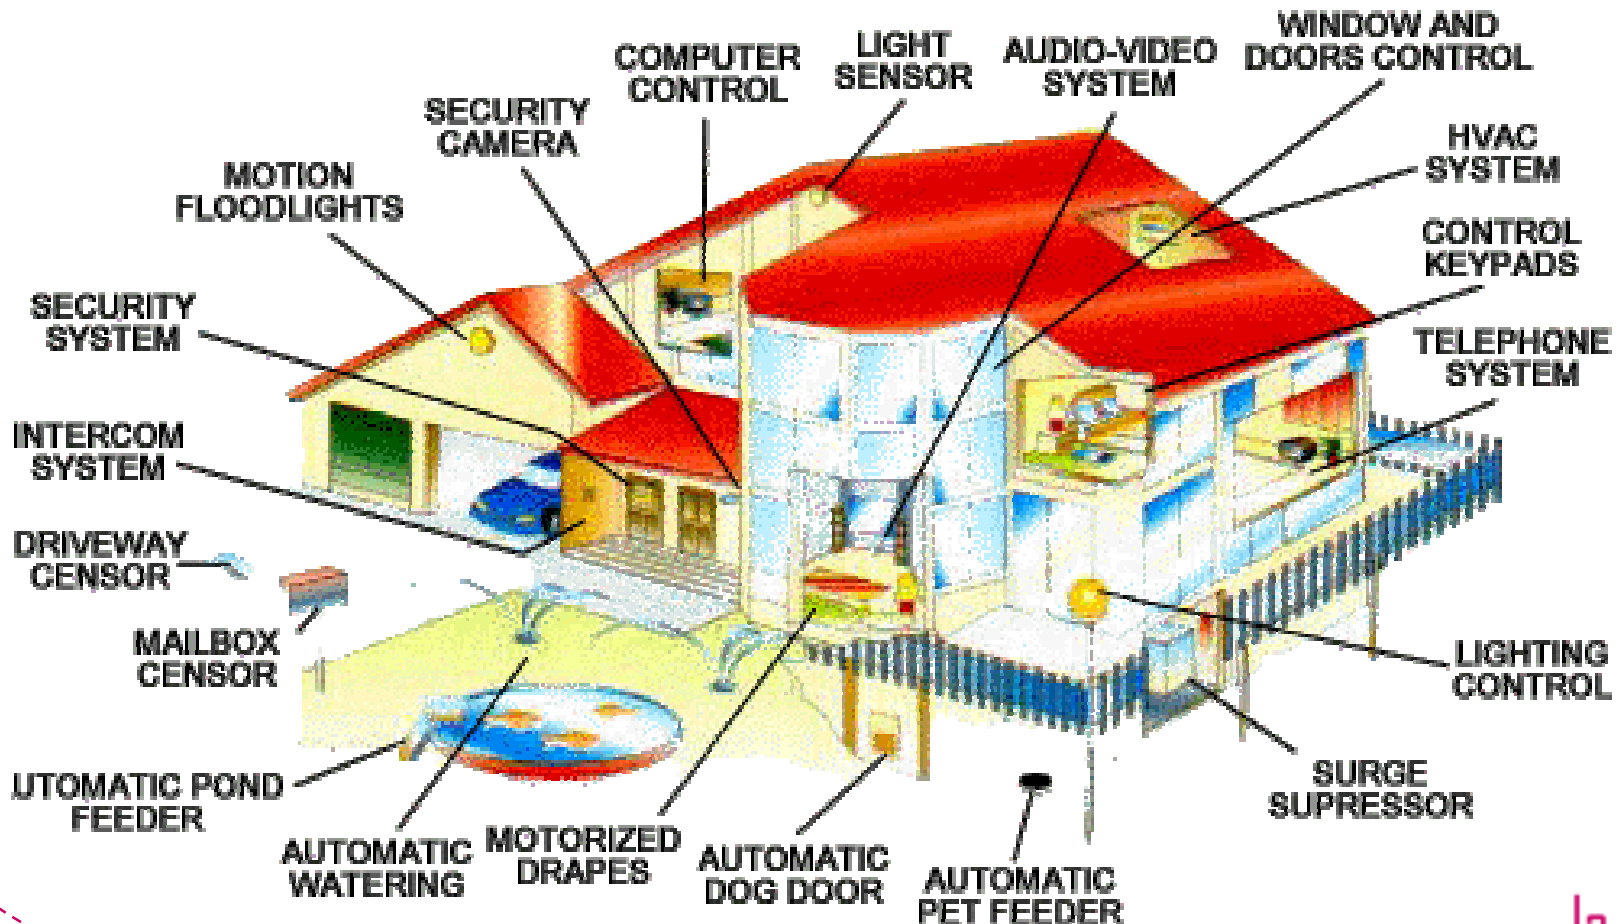 COMPUTER
CONTROL
LIGHT
SENSOR
AUDIO-VIDEO
SYSTEM
WINDOW AND
DOORS CONTROL
SECURITY
CAMERA
HVAC
SYSTEM
MOTION
FLOODLIGHTS
CONTROL
KEYPADS
SECURITY
SYSTEM
TELEPHONE
SYSTEM
INTERCOM
SYSTEM
DRIVEWAY
CENSOR
MAILBOX
CENSOR
LIGHTING
CONTROL
UTOMATIC POND
FEEDER
SURGE
SUPRESSOR
AUTOMATIC
WATERING
MOTORIZED
DRAPES
AUTOMATIC
DOG DOOR
AUTOMATIC
PET FEEDER